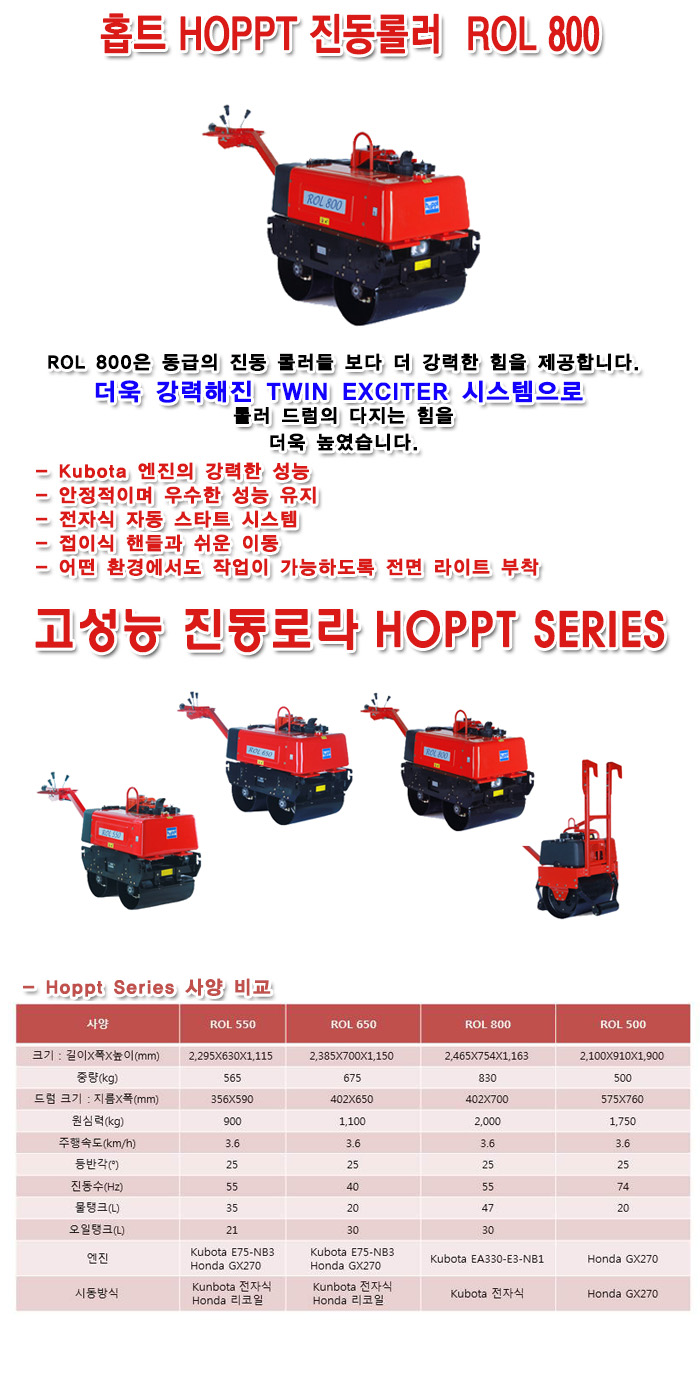 홉트 HOPPT 진동롤러 ROL 800
ROL 800
ROL 800은 동급의 진동 롤러들 보다 더 강력한 힘을 제공합니다.
더욱 강력해진 TWIN EXCITER 시스템으로
롤러 드럼의 다지는 힘을
더욱 높였습니다.
- Kubota 엔진의 강력한 성능
- 안정적이며 우수한 성능 유지
- 전자식 자동 스타트 시스템
- 접이식 핸들과 쉬운 이동
- 어떤 환경에서도 작업이 가능하도록 전면 라이트 부착
고성능 진동로라 HOPPT SERIES
ROL 650
ROL 800
ROL 550
- Hoppt Series 사양 비교
사양 ROL 550 ROL 650 ROL 800 ROL 500
크기 : 길이X폭X높이(mm) 2,295X630X1,115 2,385X700X1,150 2,465X754X1,163 2,100X910X1,900
중량(kg) 565 675 830 500
드럼 크기 : 지름X폭(mm) 356X590 402X650 402X700 575X760
원심력(kg) 900 1,100 2,000 1,750
주행속도(km/h) 3.6 3.6 3.6 3.6
등반각(°) 25 25 25 25
진동수(Hz) 55 40 55 74
물탱크(L) 35 20 47 20
오일탱크(L) 21 30 30
엔진 Kubota E75-NB3 Kubota E75-NB3 Kubota EA330-E3-NB1 Honda GX270
Honda GX270 Honda GX270
시동방식 Kunbota 전자식 Kunbota 전자식 Kubota 전자식 Honda GX270
Honda 리코일 Honda 리코일